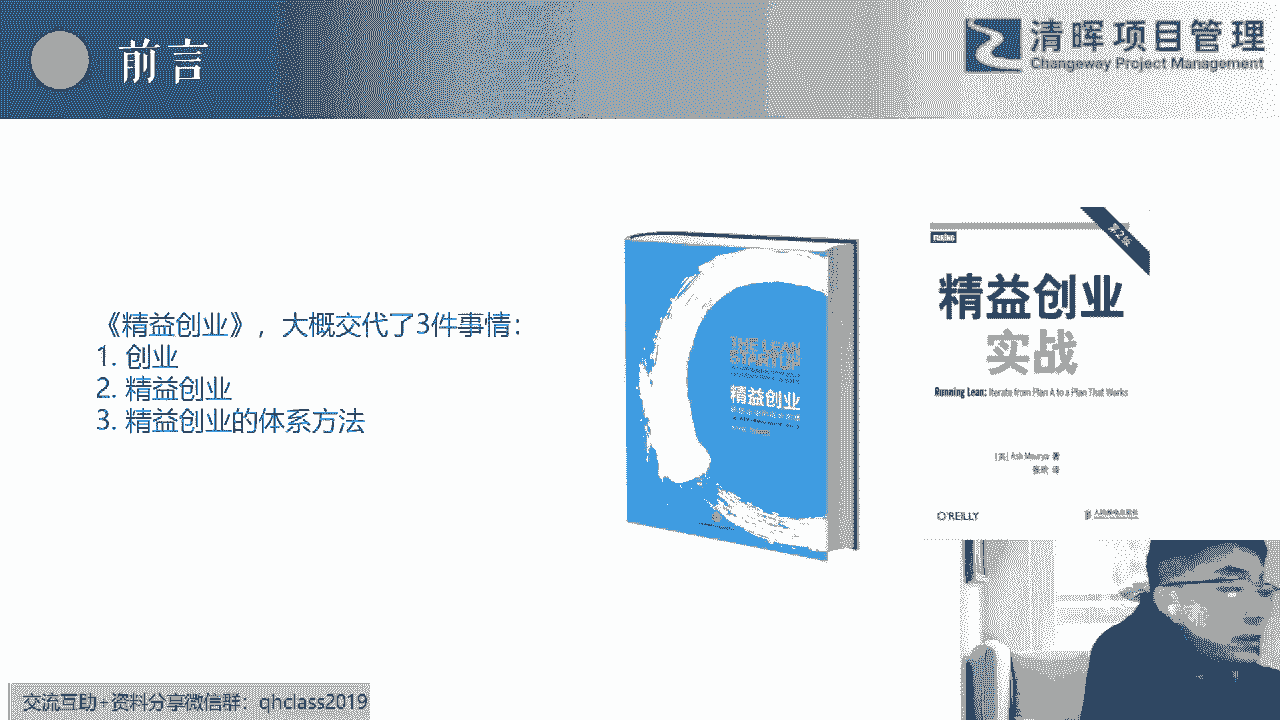 前言
清晖项目管理
Changeway Project Management
《精益创业》，大概交代了3件事情：
1. 创业
2. 精益创业
3. 精益创业的体系方法
THE LEAN
STARTUP
精益创业
第2版
精益创业
实战
Running Lean: Iterate from Plan A to a Plan That Works
[美] Ash Maurya 著
张玳 译
O'REILLY
人民邮电出版社
交流互助+资料分享微信群：qhclass2019